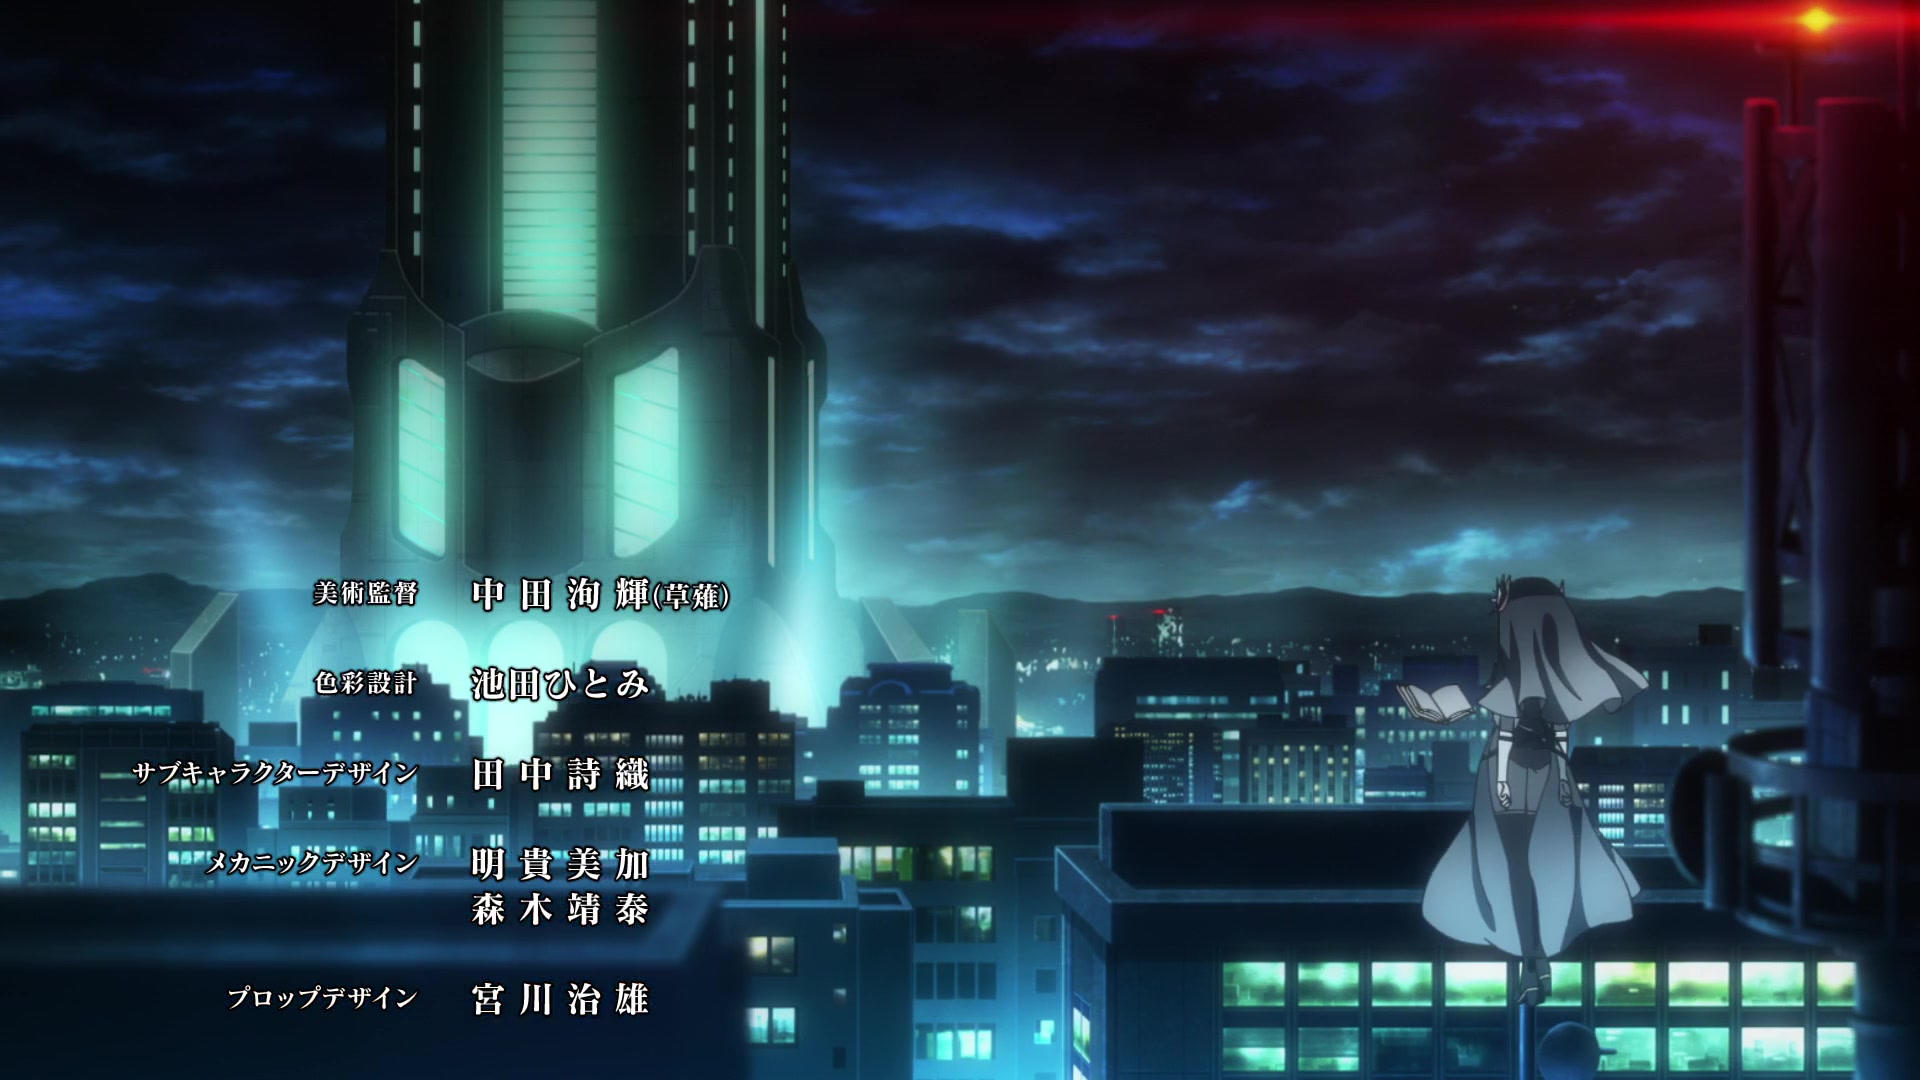 美術監督 中田洵輝(草薙)
色彩設計 池田ひとみ
サブキャラクターデザイン 田中詩織
メカニックデザイン 明貴美加
森木靖泰
プロップデザイン 宮川治雄